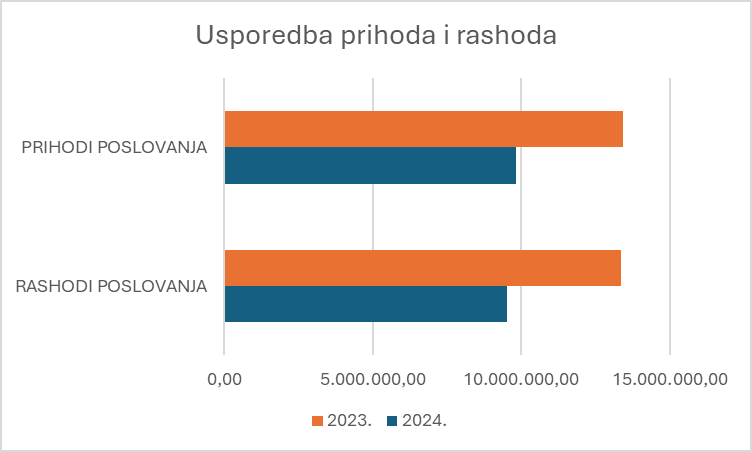 Usporedba prihoda i rashoda
PRIHODI POSLOVANJA
RASHODI POSLOVANJA
0,00 5.000.000,00 10.000.000,00 15.000.000,00
2023. 2024.